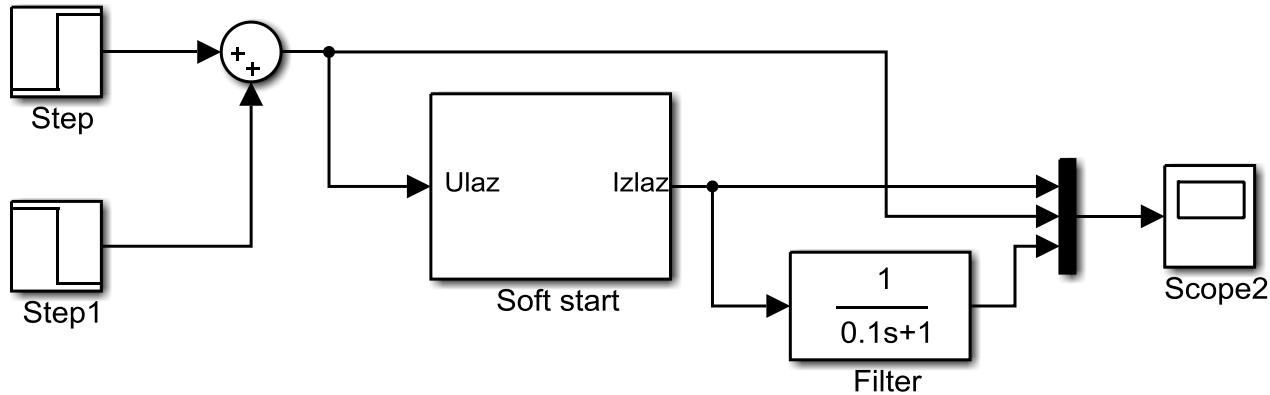 +
+
Step
Ulaz
Izlaz
Soft start
Step1
1
0.1s+1
Filter
Scope2